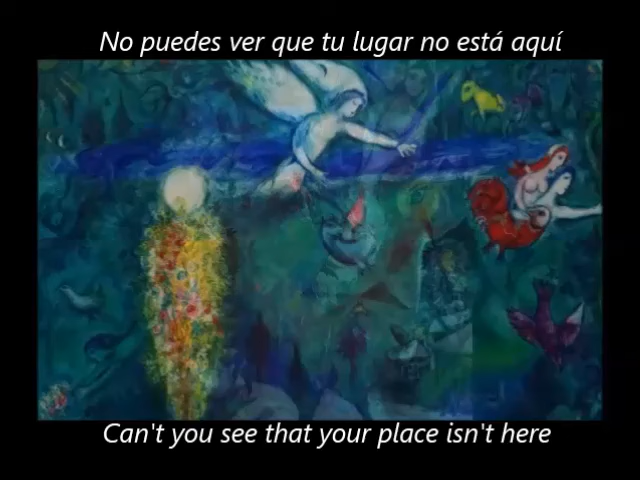 No puedes ver que tu lugar no está aquí
Can't you see that your place isn't here